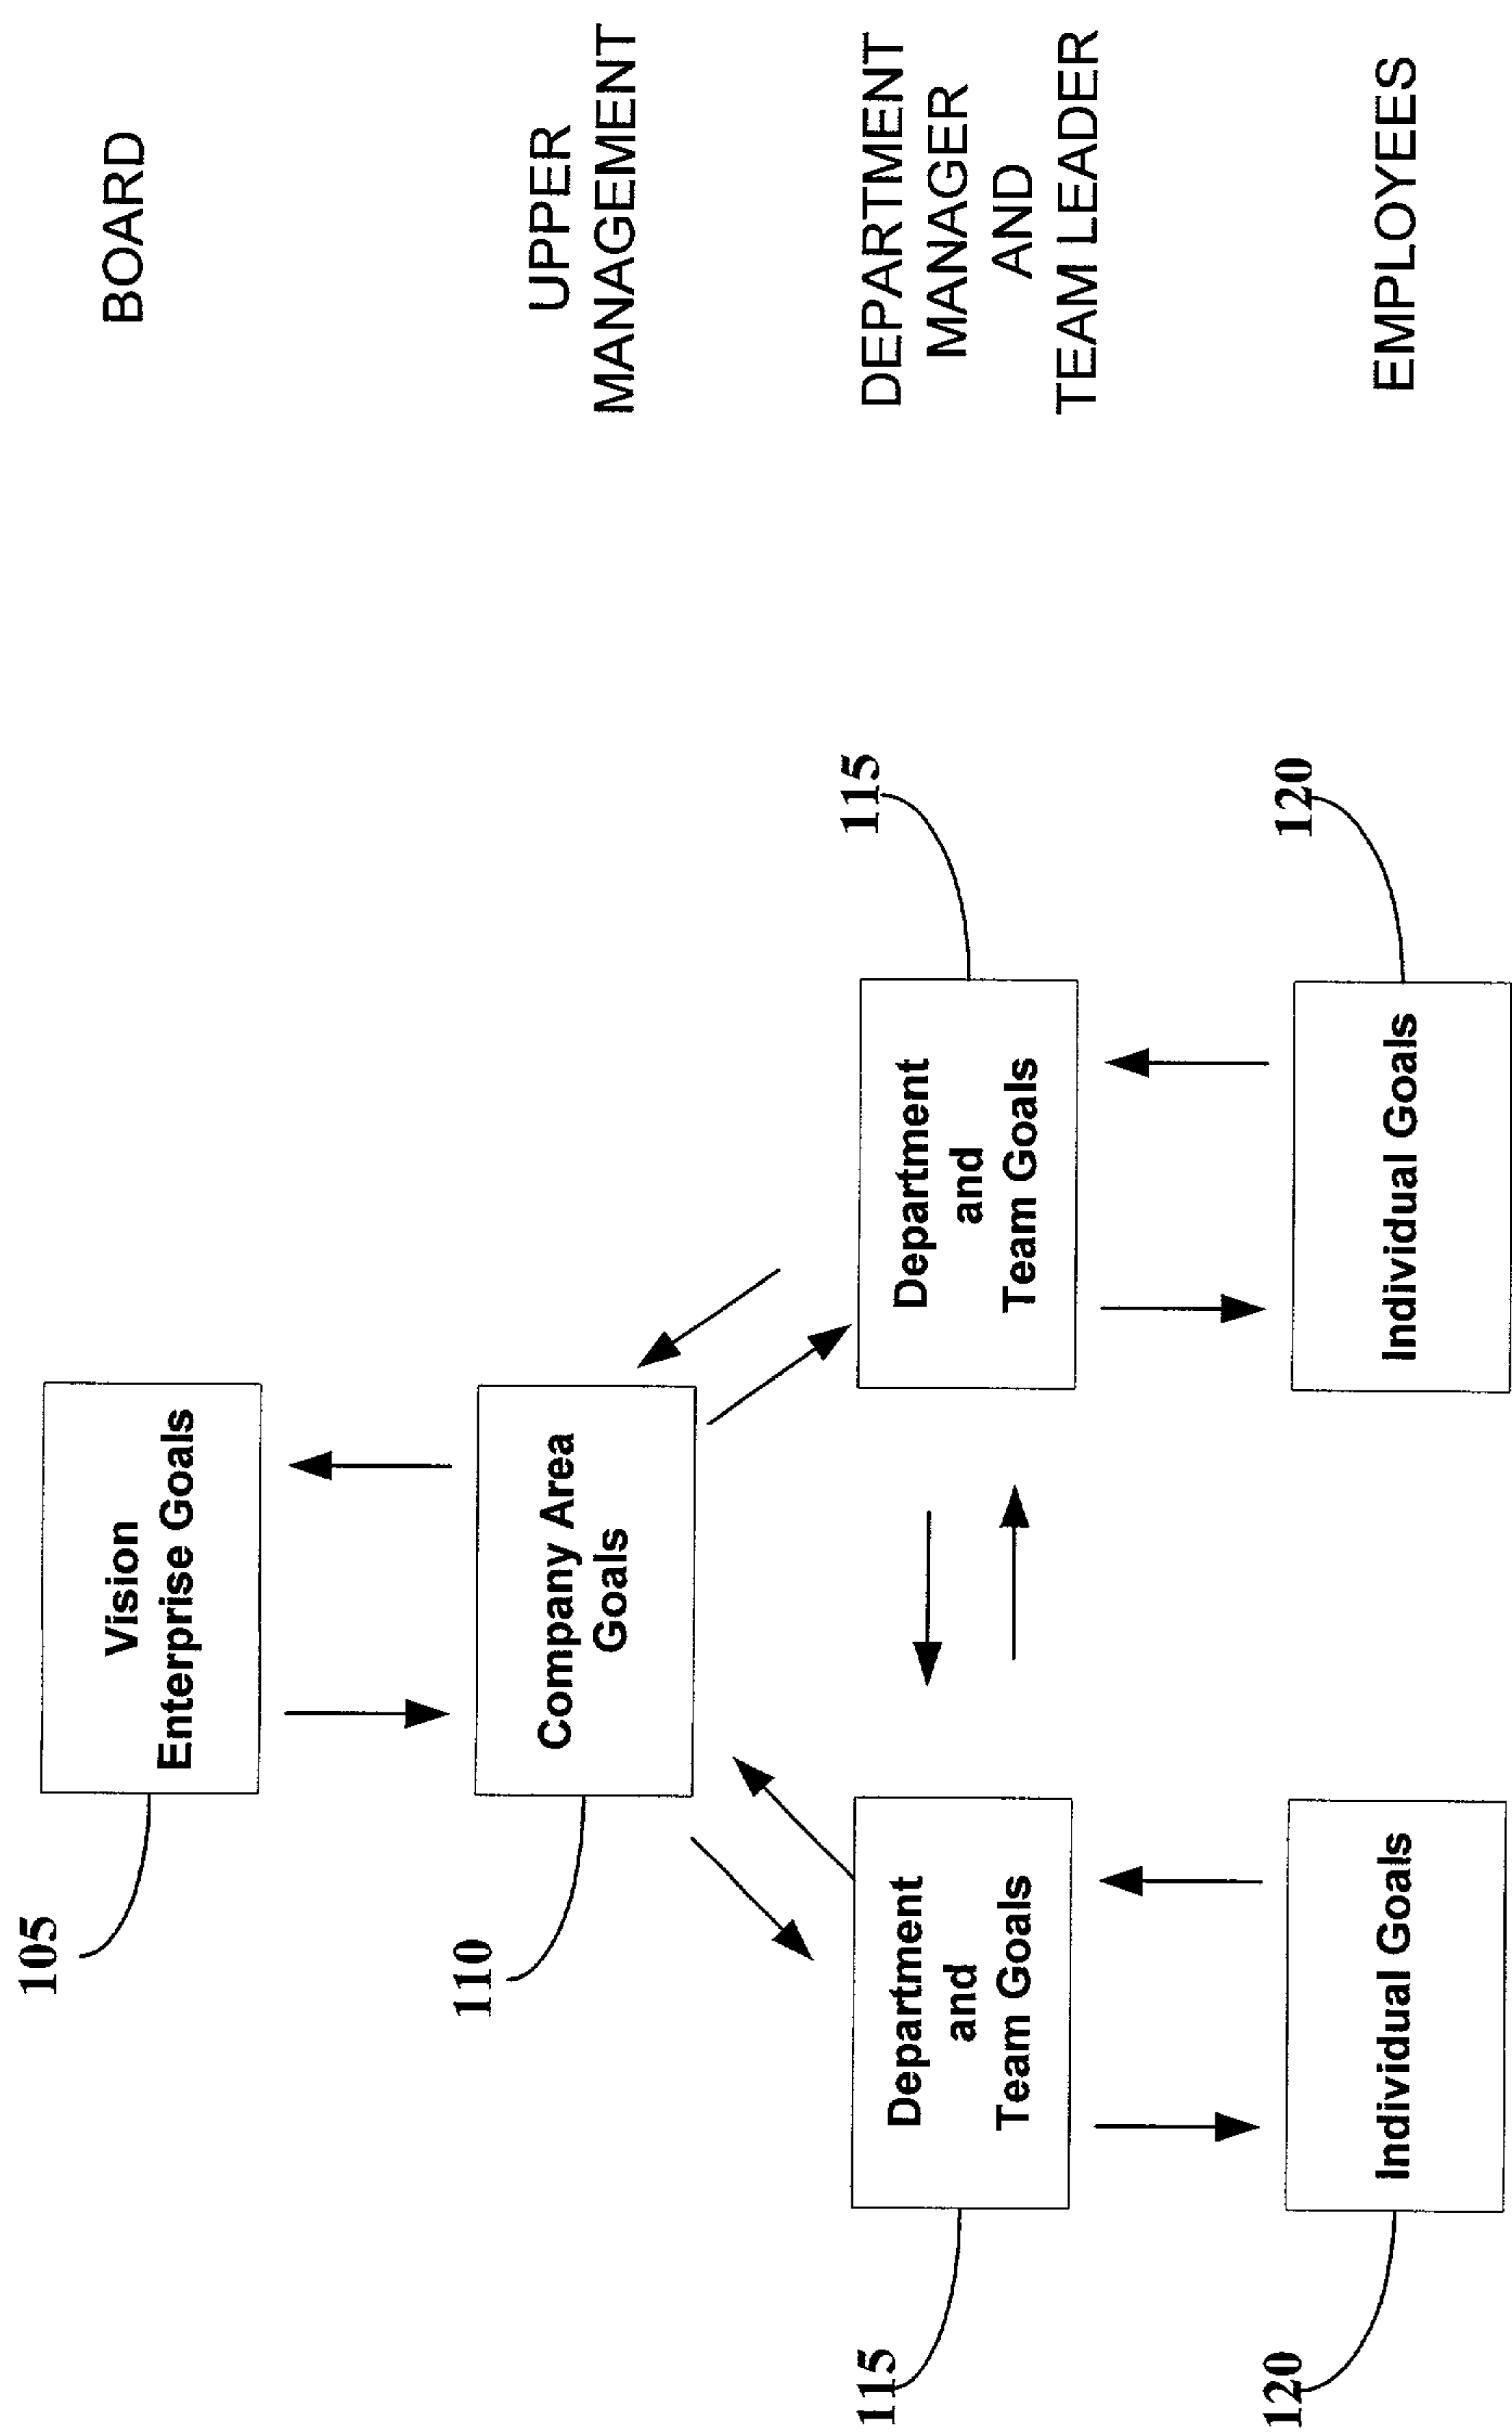 105
Vision
Enterprise Goals
BOARD
110
Company Area
Goals
UPPER
MANAGEMENT
115
Department
and
Team Goals
115
Department
and
Team Goals
DEPARTMENT
MANAGER
AND
TEAM LEADER
120
Individual Goals
120
Individual Goals
EMPLOYEES